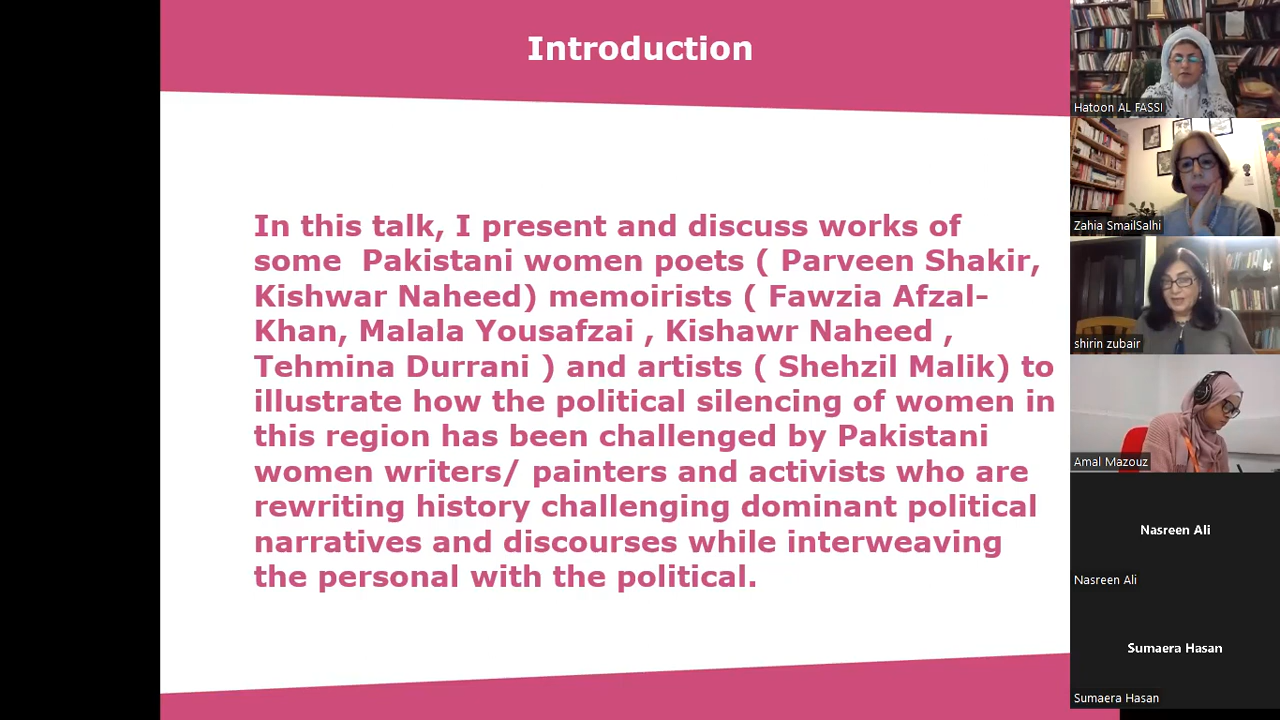 Introduction
In this talk, I present and discuss works of
some  Pakistani women poets ( Parveen Shakir,
Kishwar Naheed) memoirists ( Fawzia Afzal-
Khan, Malala Yousafzai , Kishawr Naheed ,
Tehmina Durrani ) and artists ( Shehzil Malik) to
illustrate how the political silencing of women in
this region has been challenged by Pakistani
women writers/ painters and activists who are
rewriting history challenging dominant political
narratives and discourses while interweaving
the personal with the political.
Hatoon AL FASSI
Zahia SmailSalhi
shirin zubair
Amal Mazouz
Nasreen Ali
Nasreen Ali
Sumaera Hasan
Sumaera Hasan